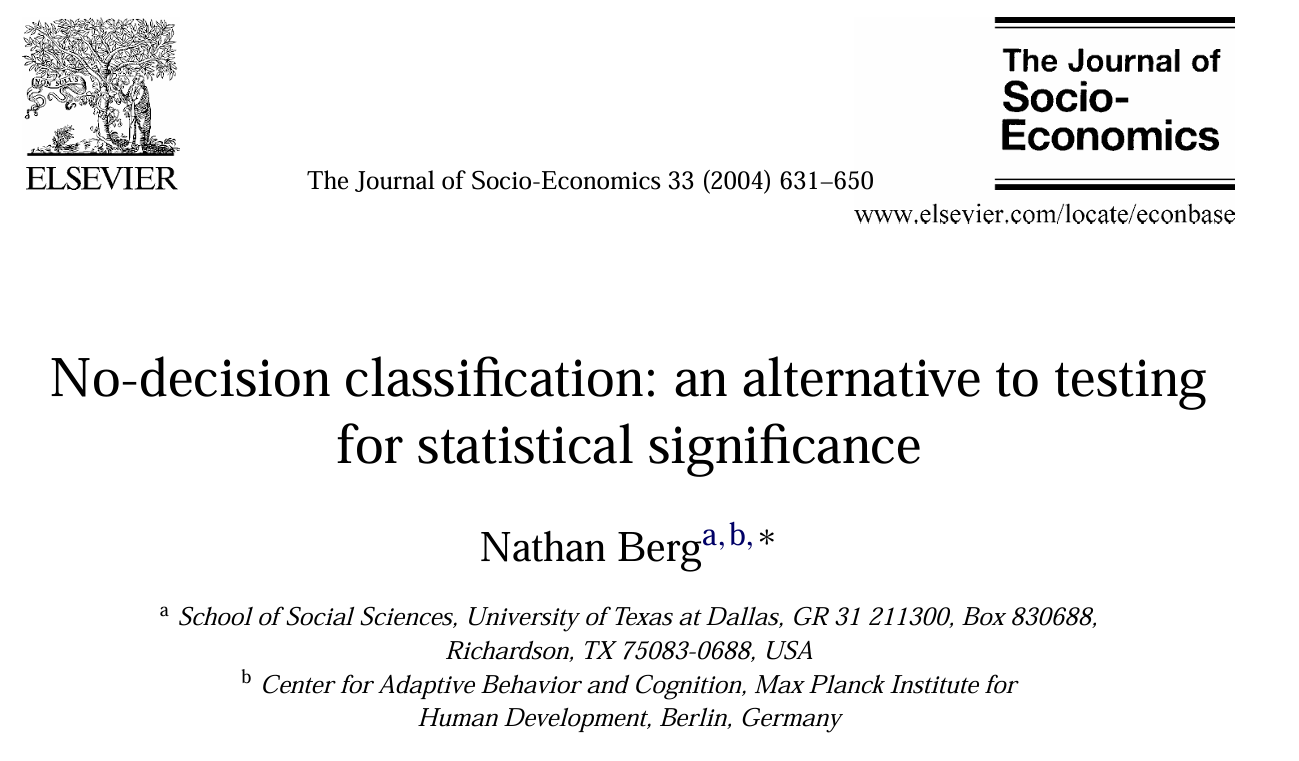 ELSEVIER
The Journal of Socio-Economics 33 (2004) 631–650
The Journal of
Socio-
Economics
www.elsevier.com/locate/econbase
No-decision classification: an alternative to testing
for statistical significance
Nathan Berg a,b,*
a School of Social Sciences, University of Texas at Dallas, GR 31 211300, Box 830688,
Richardson, TX 75083-0688, USA
b Center for Adaptive Behavior and Cognition, Max Planck Institute for
Human Development, Berlin, Germany